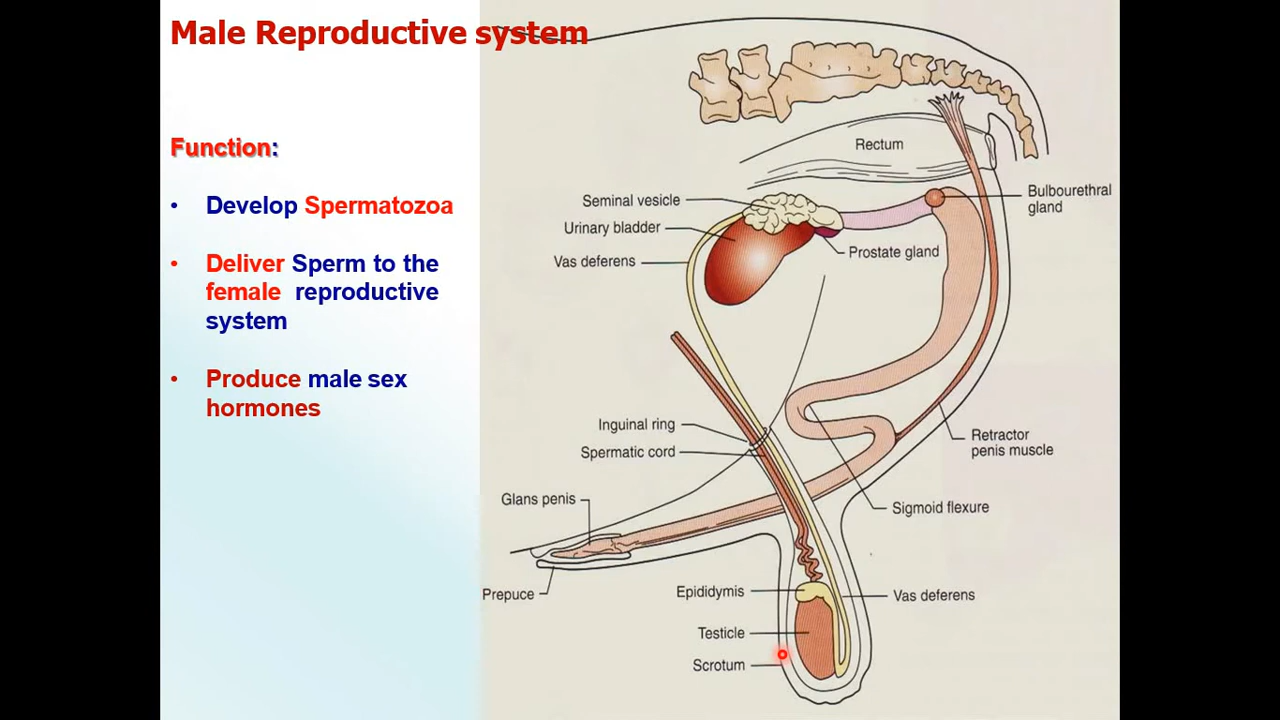 Male Reproductive system
Function:
• Develop Spermatozoa
• Deliver Sperm to the
female reproductive
system
• Produce male sex
hormones
Rectum
Seminal vesicle
Bulbourethral
gland
Urinary bladder
Prostate gland
Vas deferens
Inguinal ring
Retractor
penis muscle
Spermatic cord
Glans penis
Sigmoid flexure
Prepuce
Epididymis
Vas deferens
Testicle
Scrotum